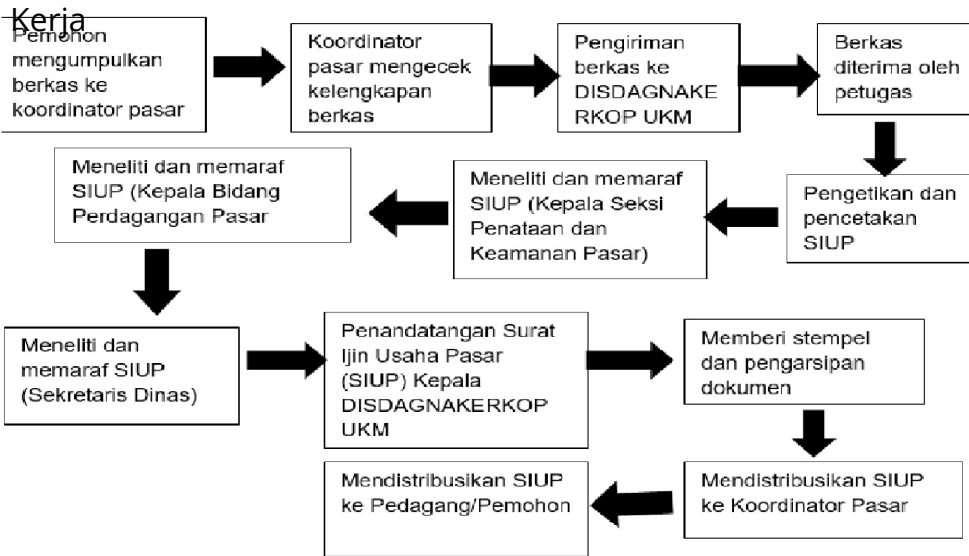 Kerja
Pemohon
mengumpulkan
berkas ke
koordinator pasar
Koordinator
pasar mengecek
kelengkapan
berkas
Pengiriman
berkas ke
DISDAGNAKE
RKOP UKM
Berkas
diterima oleh
petugas
Pengetikan dan
pencetakan
SIUP
Meneliti dan memaraf
SIUP (Kepala Seksi
Penataan dan
Keamanan Pasar)
Meneliti dan memaraf
SIUP (Kepala Bidang
Perdagangan Pasar
Meneliti dan
memaraf SIUP
(Sekretaris Dinas)
Penandatangan Surat
Ijin Usaha Pasar
(SIUP) Kepala
DISDAGNAKERKOP
UKM
Memberi stempel
dan pengarsipan
dokumen
Mendistribusikan SIUP
ke Koordinator Pasar
Mendistribusikan SIUP
ke Pedagang/Pemohon